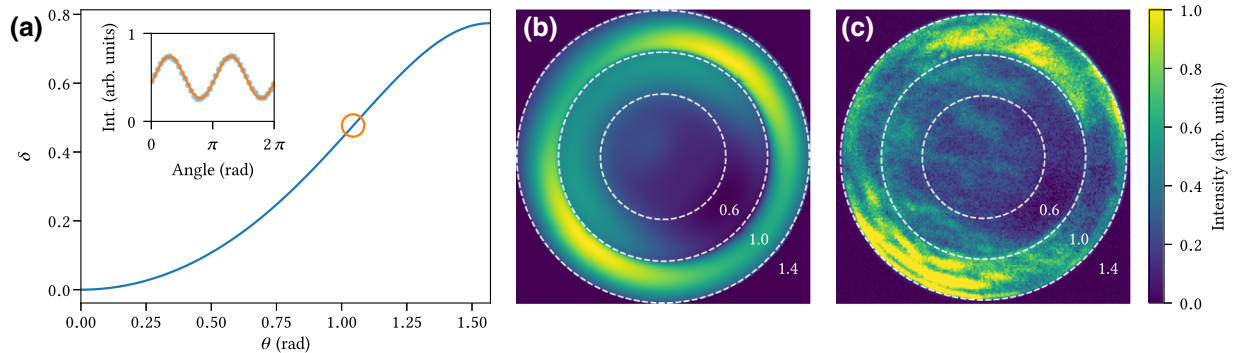 (a)
0.8
0.6
0.4
0.2
0.0
δ
0.00
0.25
0.50
0.75
1.00
1.25
1.50
θ (rad)
1
0
Int. (arb. units)
0
π
2 π
Angle (rad)
(b)
0.6
1.0
1.4
(c)
0.6
1.0
1.4
1.0
0.8
0.6
0.4
0.2
0.0
Intensity (arb. units)